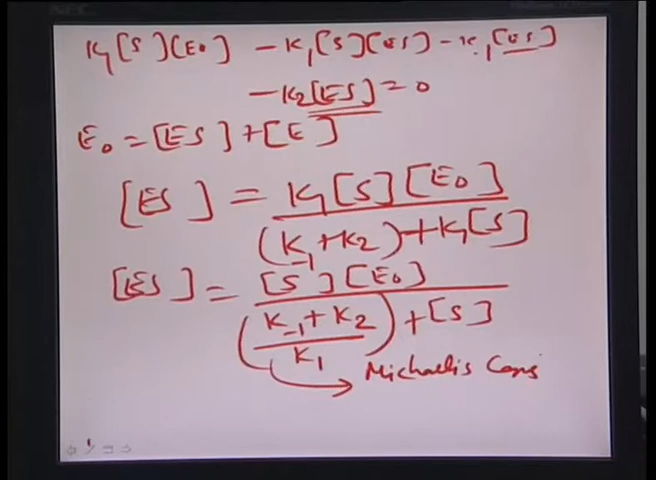 K₁[S][E₀] - K₁[S][ES] - K₋₁[ES]
- K₂[ES] = 0
E₀ = [ES] + [E]
[ES] = K₁[S][E₀]
(K₋₁ + K₂) + K₁[S]
[ES] = [S][E₀]
(K₋₁ + K₂ / K₁) + [S]
Michaelis Cons